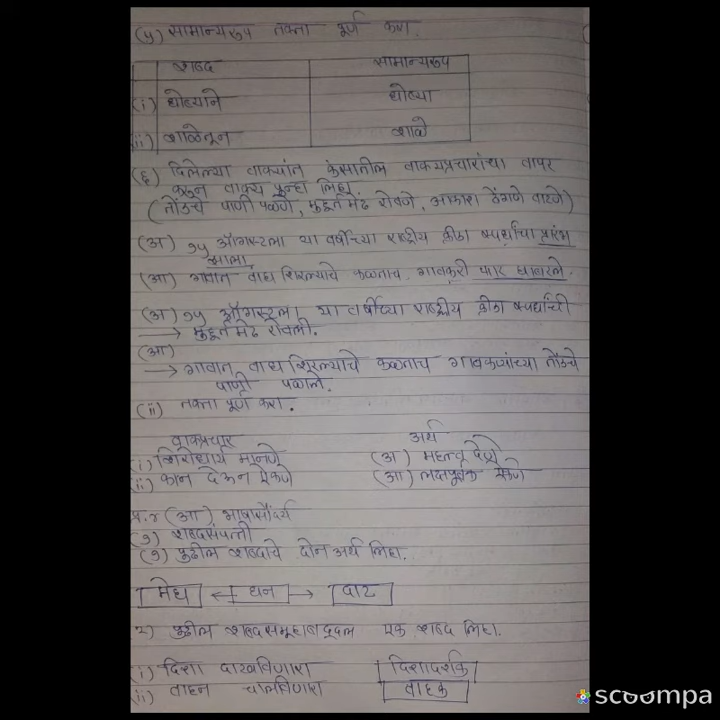 (५) सामान्यरूप तक्ता पूर्ण करा.
शब्द सामान्यरूप
(i) धोब्याने धोब्या
(ii) शाळेतून शाळे
(६) दिलेल्या वाक्यांत कंसातील वाक्यप्रचारांचा वापर
करून वाक्य पुन्हा लिहा.
(तोंडचे पाणी पळणे, मुहूर्तमेढ रोवणे, आकाश ठेंगणे वाटणे)
(अ) १५ ऑगस्टला या वर्षीच्या राष्ट्रीय क्रीडा स्पर्धांचा प्रारंभ
झाला.
(आ) गावात वाघ शिरल्याचे कळताच गावकरी फार घाबरले.
(अ) १५ ऑगस्टला या वर्षीच्या राष्ट्रीय क्रीडा स्पर्धांची
→ मुहूर्तमेढ रोवली.
(आ)
→ गावात वाघ शिरल्याचे कळताच गावकऱ्यांच्या तोंडचे
पाणी पळाले.
(ii) तक्ता पूर्ण करा.
वाक्प्रचार अर्थ
(i) शिरोधार्य मानणे (अ) महत्त्व देणे
(ii) कान देऊन ऐकणे (आ) लक्षपूर्वक ऐकणे
प्र.४ (आ) भाषासौंदर्य
(१) शब्दसंपत्ती
(१) पुढील शब्दाचे दोन अर्थ लिहा.
मेघ ← घन → दाट
२) पुढील शब्दसमूहाबद्दल एक शब्द लिहा.
(i) दिशा दाखविणारा दिशादर्शक
(ii) वाहन चालविणारा वाहक
scoompa